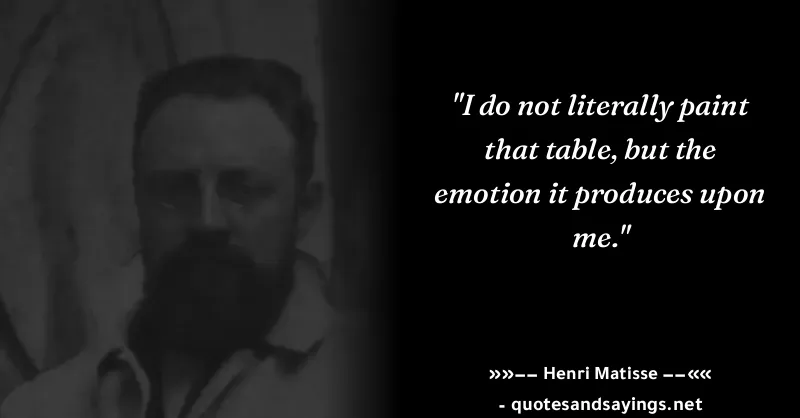 "I do not literally paint
that table, but the
emotion it produces upon
me."
»»–– Henri Matisse ––««
- quotesandsayings.net